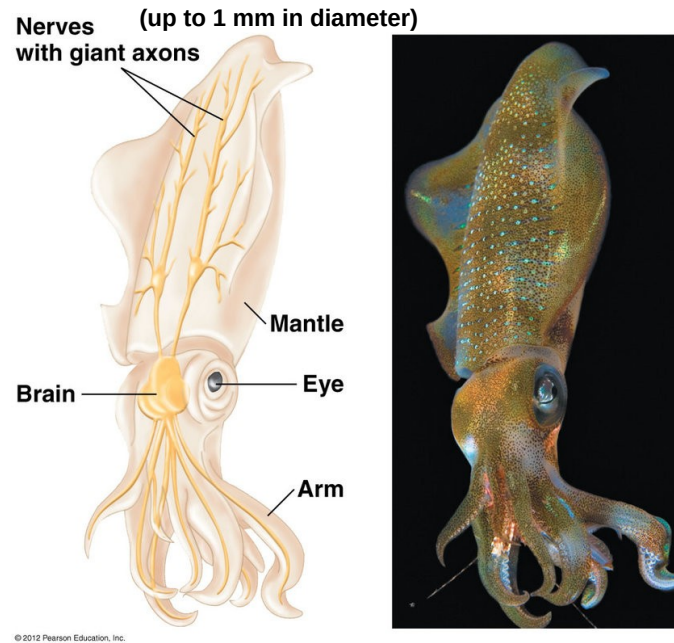 (up to 1 mm in diameter)
Nerves
with giant axons
Mantle
Brain
Eye
Arm
© 2012 Pearson Education, Inc.